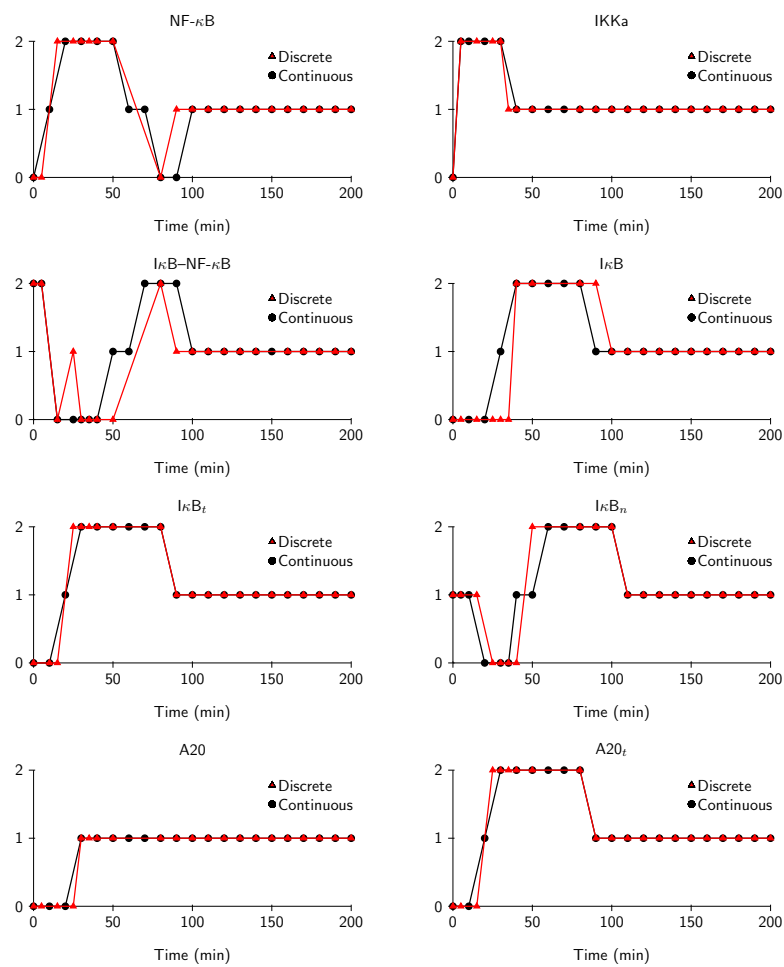 NF-κB
2
1
0
Discrete
Continuous
0 50 100 150 200
Time (min)
IKKa
2
1
0
Discrete
Continuous
0 50 100 150 200
Time (min)
IκB–NF-κB
2
1
0
Discrete
Continuous
0 50 100 150 200
Time (min)
IκB
2
1
0
Discrete
Continuous
0 50 100 150 200
Time (min)
IκBₜ
2
1
0
Discrete
Continuous
0 50 100 150 200
Time (min)
IκBₙ
2
1
0
Discrete
Continuous
0 50 100 150 200
Time (min)
A20
2
1
0
Discrete
Continuous
0 50 100 150 200
Time (min)
A20ₜ
2
1
0
Discrete
Continuous
0 50 100 150 200
Time (min)